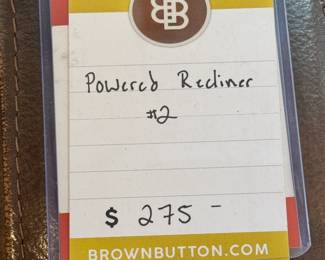 Powered Recliner
#2
$ 275 -
BROWNBUTTON.COM